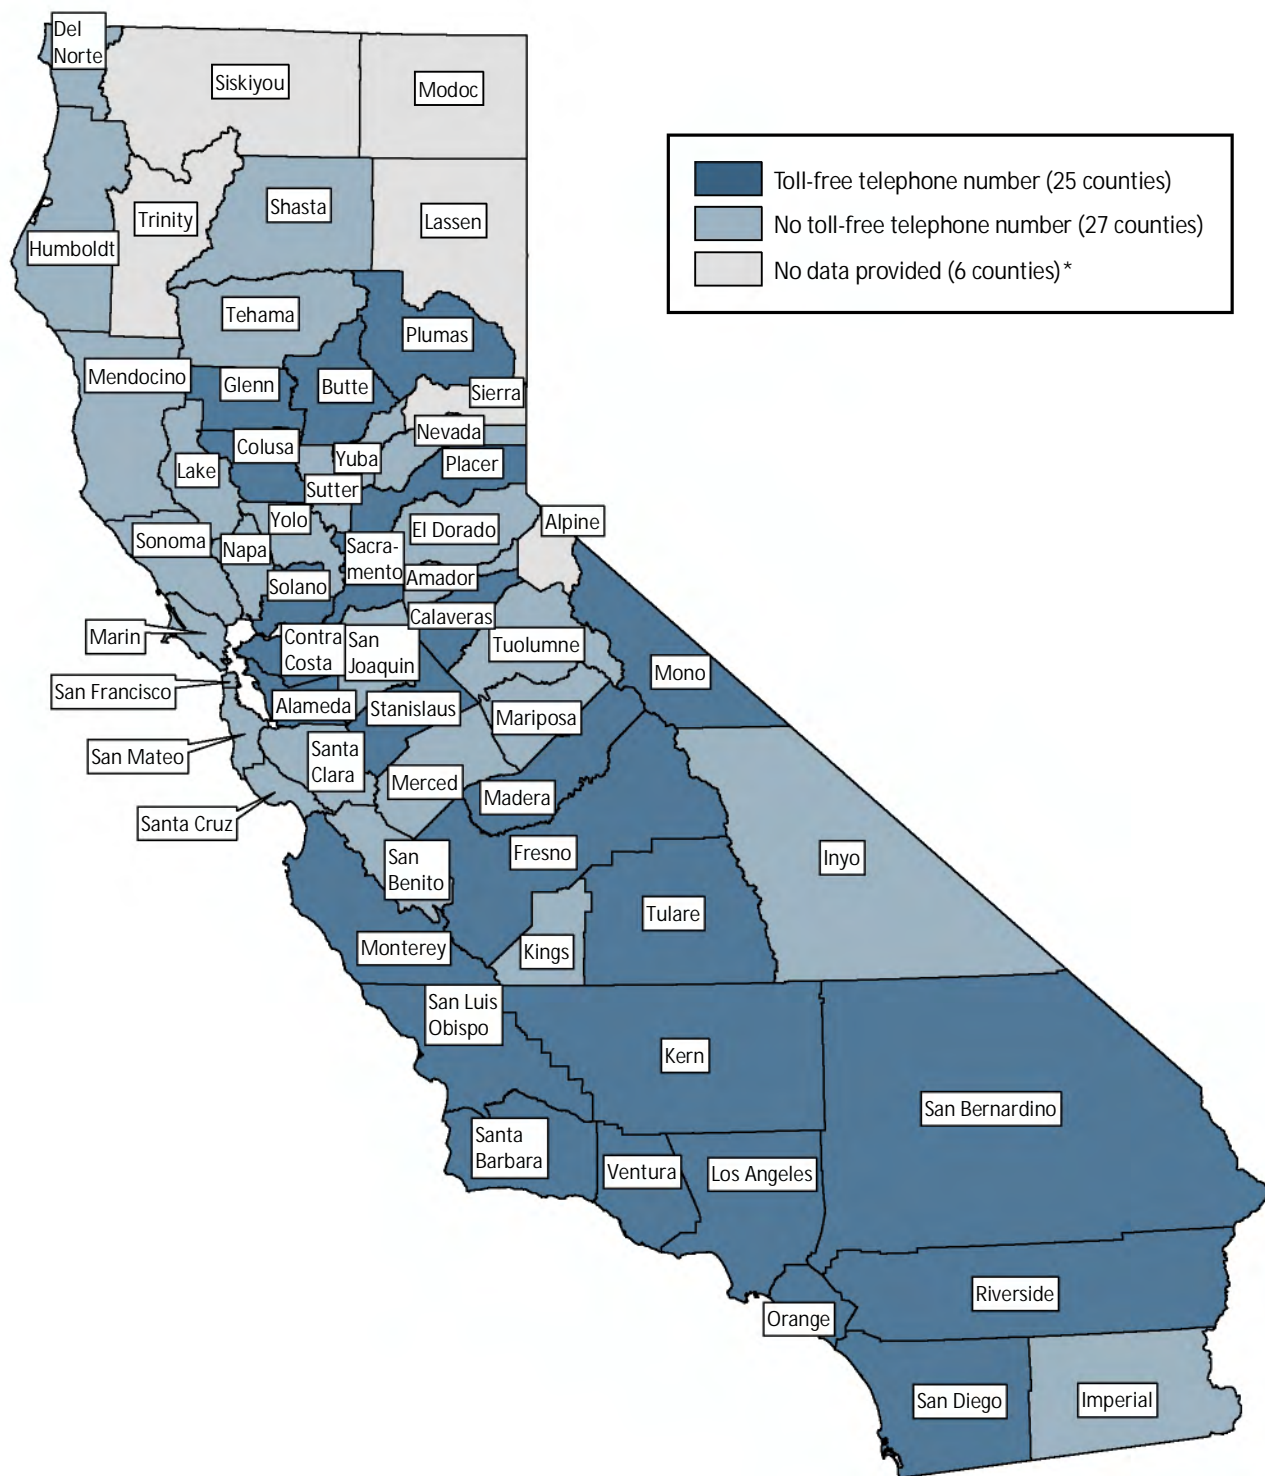 Del
Norte
Siskiyou
Modoc
Toll-free telephone number (25 counties)
No toll-free telephone number (27 counties)
No data provided (6 counties)*
Trinity
Shasta
Lassen
Humboldt
Tehama
Plumas
Mendocino
Glenn
Butte
Sierra
Nevada
Colusa
Yuba
Placer
Lake
Sutter
Yolo
El Dorado
Alpine
Sonoma
Napa
Sacra-
mento
Amador
Solano
Calaveras
Marin
Contra
Costa
San
Joaquin
Tuolumne
Mono
San Francisco
Alameda
Stanislaus
Mariposa
San Mateo
Santa
Clara
Merced
Madera
Santa Cruz
San
Benito
Fresno
Inyo
Tulare
Monterey
Kings
San Luis
Obispo
Kern
San Bernardino
Santa
Barbara
Ventura
Los Angeles
Riverside
Orange
San Diego
Imperial